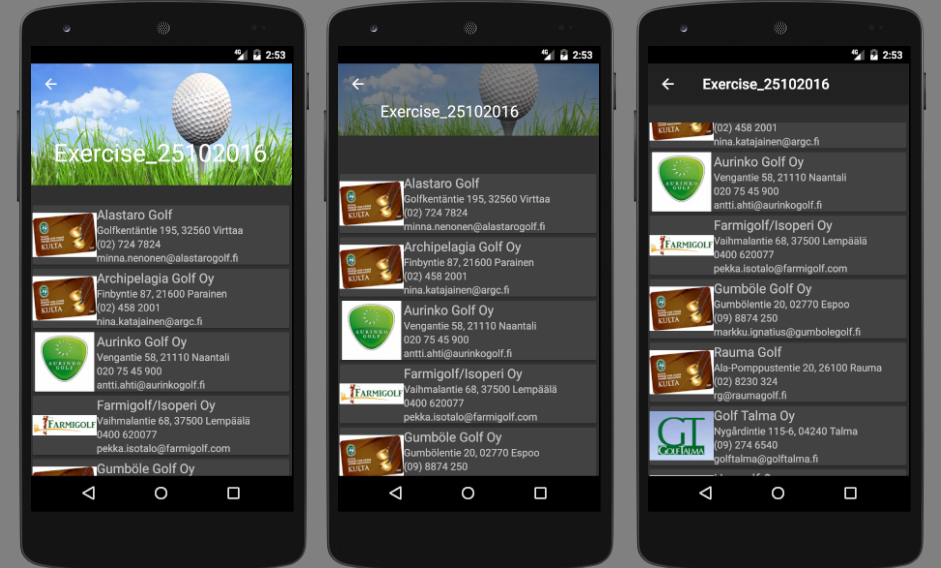 4G 2:53
Exercise_25102016
Alastaro Golf
Golfkentäntie 195, 32560 Virttaa
(02) 724 7824
minna.nenonen@alastarogolf.fi
KULTA
Archipelagia Golf Oy
Finbyntie 87, 21600 Parainen
(02) 458 2001
nina.katajainen@argc.fi
KULTA
Aurinko Golf Oy
Vengantie 58, 21110 Naantali
020 75 45 900
antti.ahti@aurinkogolf.fi
AURINKO
GOLF
Farmigolf/Isoperi Oy
Vaihmalantie 68, 37500 Lempäälä
0400 620077
pekka.isotalo@farmigolf.com
FARMIGOLF
Gumböle Golf Oy
4G 2:53
Exercise_25102016
Alastaro Golf
Golfkentäntie 195, 32560 Virttaa
(02) 724 7824
minna.nenonen@alastarogolf.fi
KULTA
Archipelagia Golf Oy
Finbyntie 87, 21600 Parainen
(02) 458 2001
nina.katajainen@argc.fi
KULTA
Aurinko Golf Oy
Vengantie 58, 21110 Naantali
020 75 45 900
antti.ahti@aurinkogolf.fi
AURINKO
GOLF
Farmigolf/Isoperi Oy
Vaihmalantie 68, 37500 Lempäälä
0400 620077
pekka.isotalo@farmigolf.com
FARMIGOLF
Gumböle Golf Oy
Gumbölentie 20, 02770 Espoo
(09) 8874 250
KULTA
4G 2:53
Exercise_25102016
(02) 458 2001
nina.katajainen@argc.fi
KULTA
Aurinko Golf Oy
Vengantie 58, 21110 Naantali
020 75 45 900
antti.ahti@aurinkogolf.fi
AURINKO
GOLF
Farmigolf/Isoperi Oy
Vaihmalantie 68, 37500 Lempäälä
0400 620077
pekka.isotalo@farmigolf.com
FARMIGOLF
Gumböle Golf Oy
Gumbölentie 20, 02770 Espoo
(09) 8874 250
markku.ignatius@gumbolegolf.fi
KULTA
Rauma Golf
Ala-Pomppustentie 20, 26100 Rauma
(02) 8230 324
rg@raumagolf.fi
KULTA
Golf Talma Oy
Nygårdintie 115-6, 04240 Talma
(09) 274 6540
golftalma@golftalma.fi
GT
GOLFTALMA